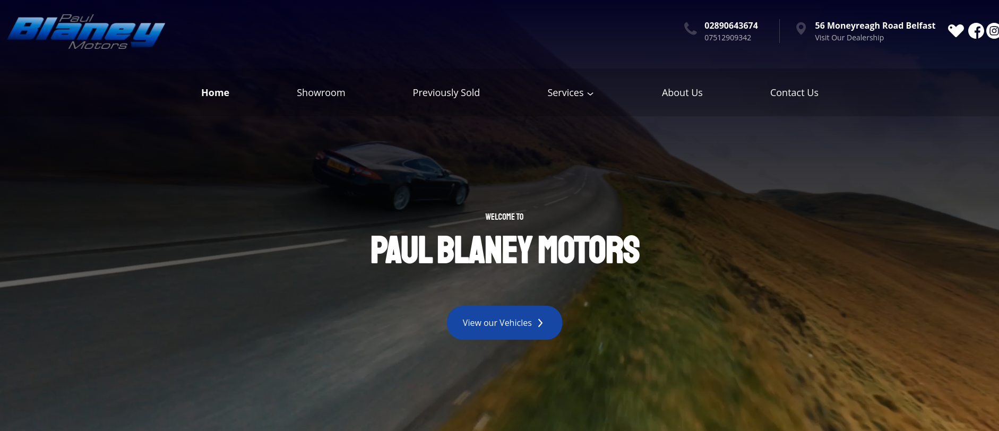 Paul
Blaney
Motors
02890643674
07512909342
56 Moneyreagh Road Belfast
Visit Our Dealership
Home
Showroom
Previously Sold
Services
About Us
Contact Us
WELCOME TO
PAUL BLANEY MOTORS
View our Vehicles